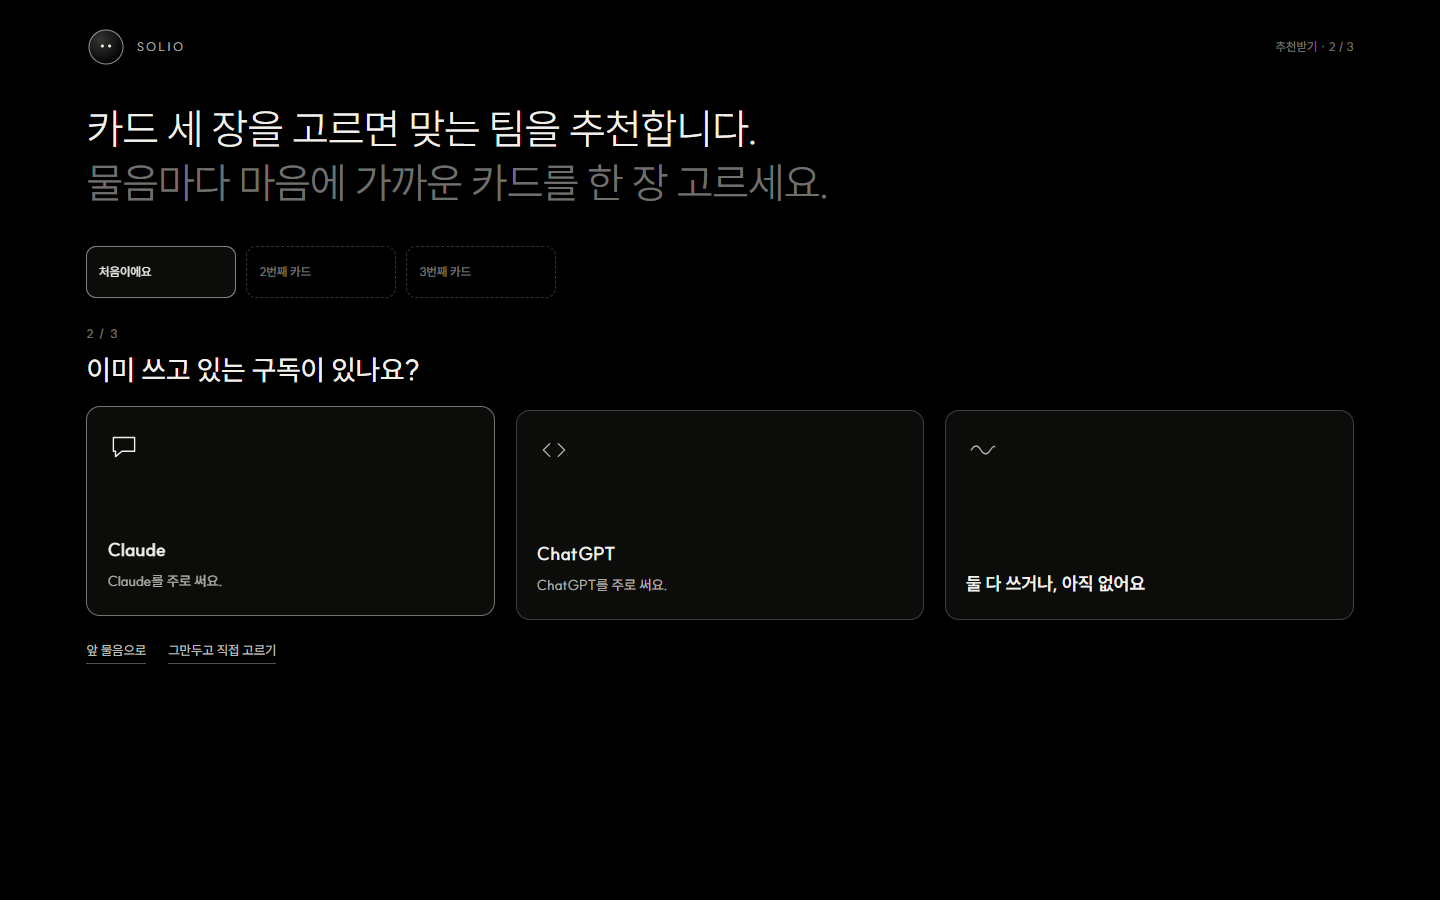 SOLIO
추천받기 · 2 / 3
카드 세 장을 고르면 맞는 팀을 추천합니다.
물음마다 마음에 가까운 카드를 한 장 고르세요.
처음이에요
2번째 카드
3번째 카드
2 / 3
이미 쓰고 있는 구독이 있나요?
Claude
Claude를 주로 써요.
ChatGPT
ChatGPT를 주로 써요.
둘 다 쓰거나, 아직 없어요
앞 물음으로
그만두고 직접 고르기